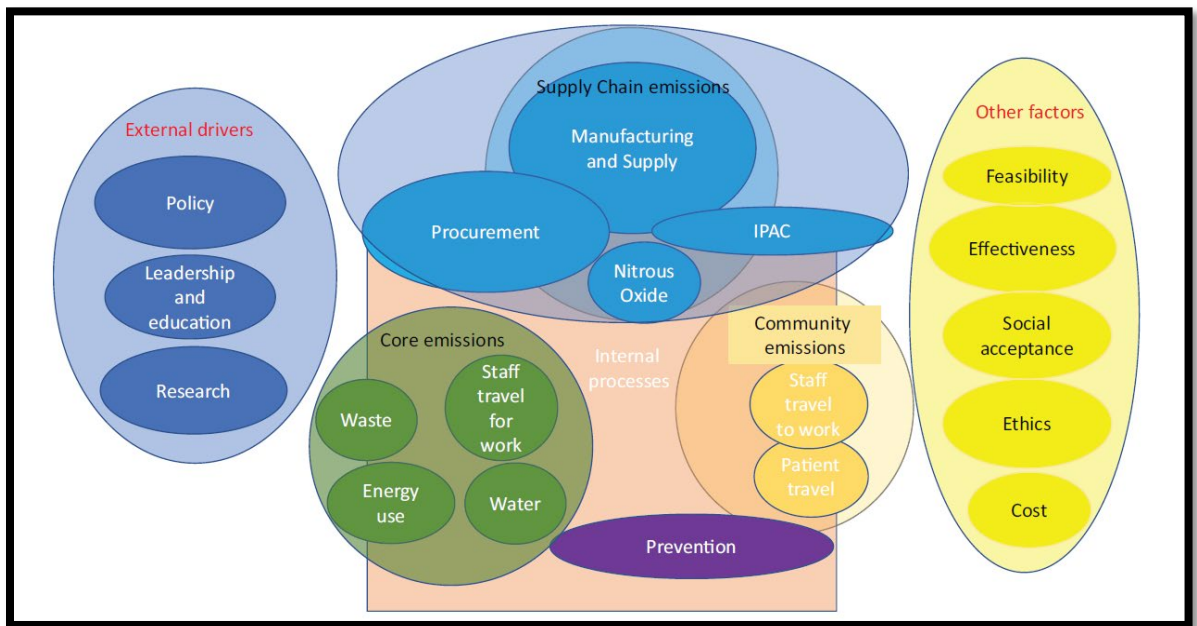 External drivers
Policy
Leadership
and
education
Research
Supply Chain emissions
Manufacturing
and Supply
Procurement
IPAC
Nitrous
Oxide
Core emissions
Staff
travel
for
work
Waste
Energy
use
Water
Internal
processes
Community
emissions
Staff
travel
to work
Patient
travel
Prevention
Other factors
Feasibility
Effectiveness
Social
acceptance
Ethics
Cost